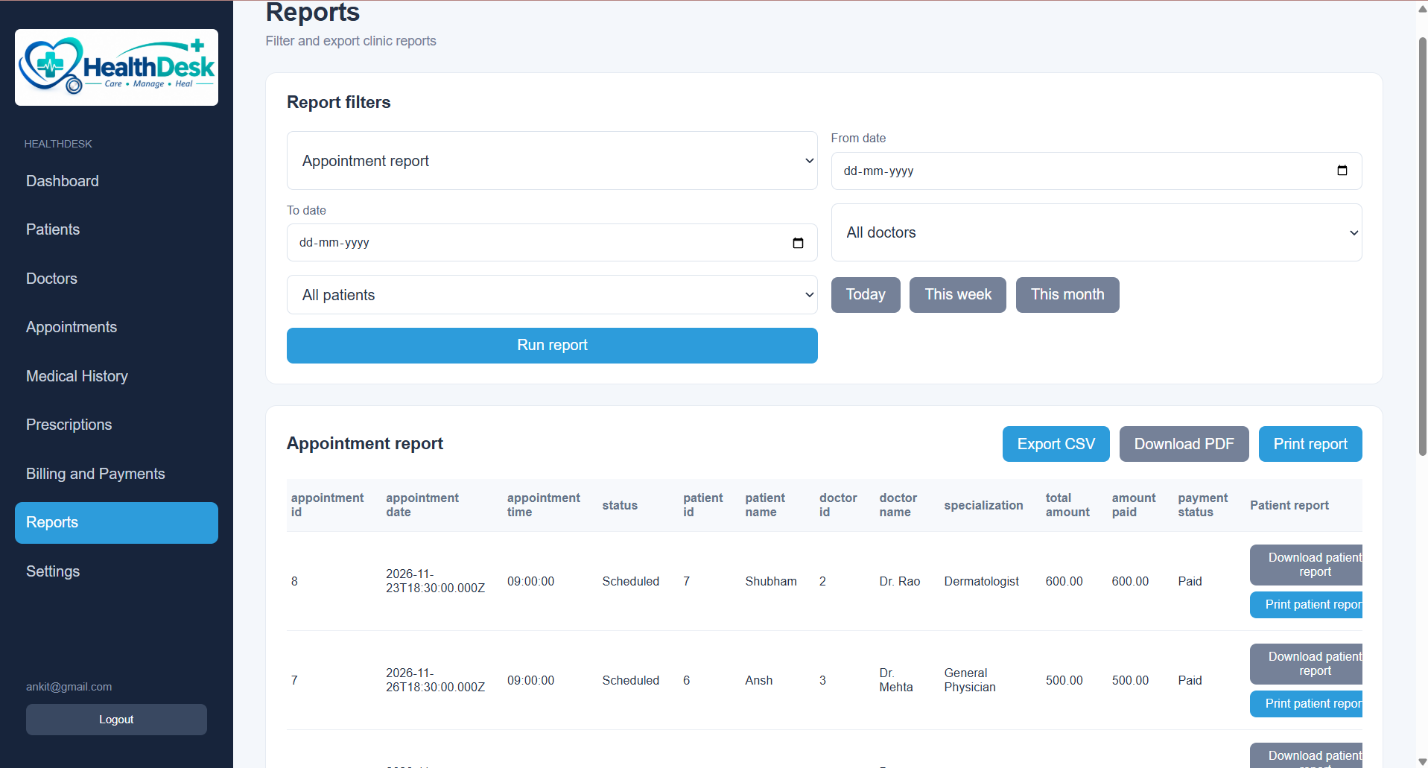 Reports
Filter and export clinic reports
HealthDesk
Care • Manage • Heal
HEALTHDESK
Dashboard
Patients
Doctors
Appointments
Medical History
Prescriptions
Billing and Payments
Reports
Settings
ankit@gmail.com
Logout
Report filters
Appointment report
From date
dd-mm-yyyy
To date
dd-mm-yyyy
All doctors
All patients
Today
This week
This month
Run report
Appointment report
Export CSV
Download PDF
Print report
appointment id
appointment date
appointment time
status
patient id
patient name
doctor id
doctor name
specialization
total amount
amount paid
payment status
Patient report
8
2026-11-
23T18:30:00.000Z
09:00:00
Scheduled
7
Shubham
2
Dr. Rao
Dermatologist
600.00
600.00
Paid
Download patient
report
Print patient repor
7
2026-11-
26T18:30:00.000Z
09:00:00
Scheduled
6
Ansh
3
Dr.
Mehta
General
Physician
500.00
500.00
Paid
Download patient
report
Print patient repor
Download patient